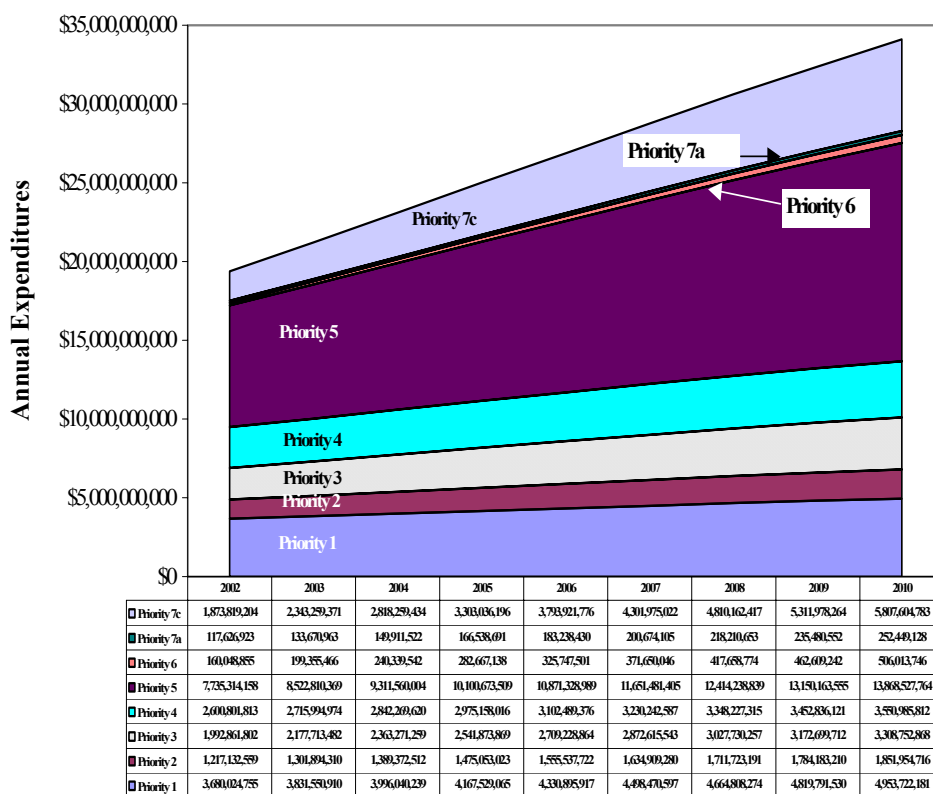 $35,000,000,000
$30,000,000,000
$25,000,000,000
$20,000,000,000
$15,000,000,000
$10,000,000,000
$5,000,000,000
$0
Annual Expenditures
Priority 7a
Priority 6
Priority 7c
Priority 5
Priority 4
Priority 3
Priority 2
Priority 1
2002 2003 2004 2005 2006 2007 2008 2009 2010
Priority 7c 1,873,819,204 2,343,259,371 2,818,259,434 3,303,036,196 3,793,921,776 4,301,975,022 4,810,162,417 5,311,978,264 5,807,604,783
Priority 7a 117,626,923 133,670,963 149,911,522 166,538,691 183,238,430 200,674,105 218,210,653 235,480,552 252,449,128
Priority 6 160,048,855 199,355,466 240,339,542 282,667,138 325,747,501 371,650,046 417,658,774 462,609,242 506,013,746
Priority 5 7,735,314,158 8,522,810,369 9,311,560,004 10,100,673,509 10,871,328,989 11,651,481,405 12,414,238,839 13,150,163,555 13,868,527,764
Priority 4 2,600,801,813 2,715,994,974 2,842,269,620 2,975,158,016 3,102,489,376 3,230,242,587 3,348,227,315 3,452,836,121 3,550,985,812
Priority 3 1,992,861,802 2,177,713,482 2,363,271,259 2,541,873,869 2,709,228,864 2,872,615,543 3,027,730,257 3,172,699,712 3,308,752,868
Priority 2 1,217,132,559 1,301,894,310 1,389,372,512 1,475,053,023 1,555,537,722 1,634,909,280 1,711,723,191 1,784,183,210 1,851,954,716
Priority 1 3,680,024,755 3,831,550,910 3,996,040,239 4,167,529,065 4,330,895,917 4,498,470,597 4,664,808,274 4,819,791,530 4,953,722,181